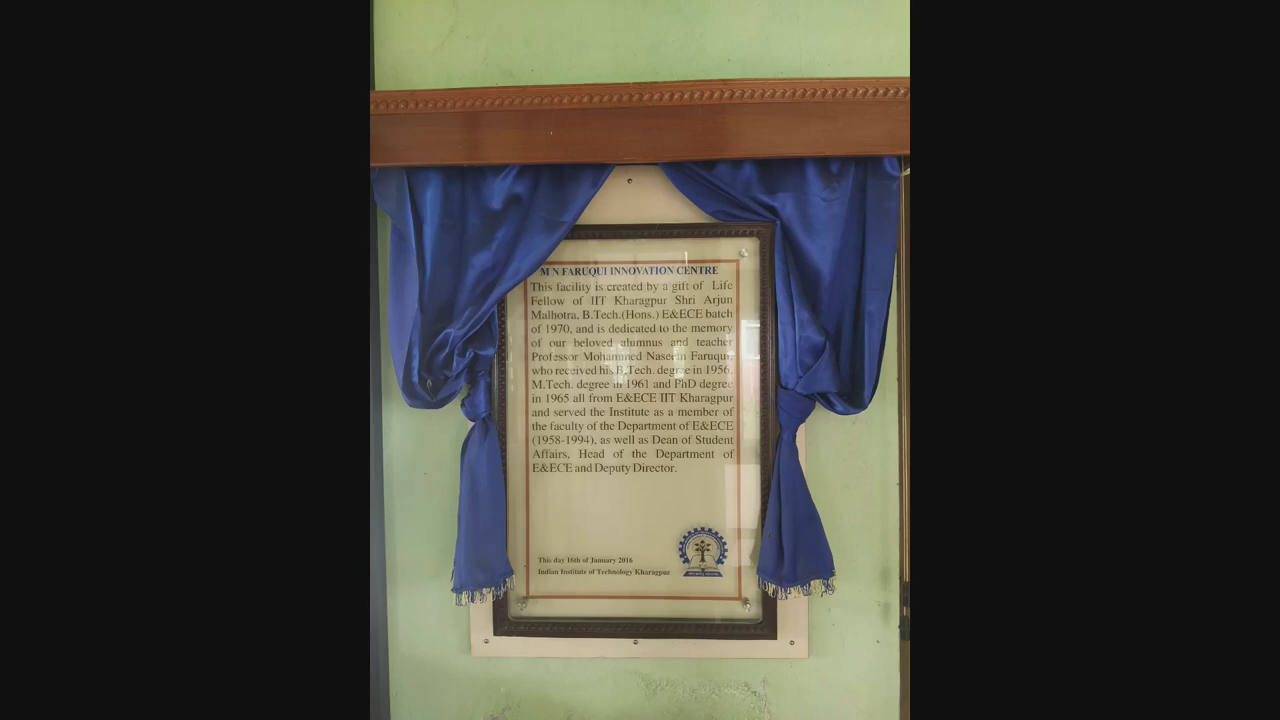 M N FARUQUI INNOVATION CENTRE
This facility is created by a gift of Life
Fellow of IIT Kharagpur Shri Arjun
Malhotra, B.Tech.(Hons.) E&ECE batch
of 1970, and is dedicated to the memory
of our beloved alumnus and teacher
Professor Mohammed Naseem Faruqui,
who received his B.Tech. degree in 1956,
M.Tech. degree in 1961 and PhD degree
in 1965 all from E&ECE IIT Kharagpur
and served the Institute as a member of
the faculty of the Department of E&ECE
(1958-1994), as well as Dean of Student
Affairs, Head of the Department of
E&ECE and Deputy Director.
This day 16th of January 2016
Indian Institute of Technology Kharagpur